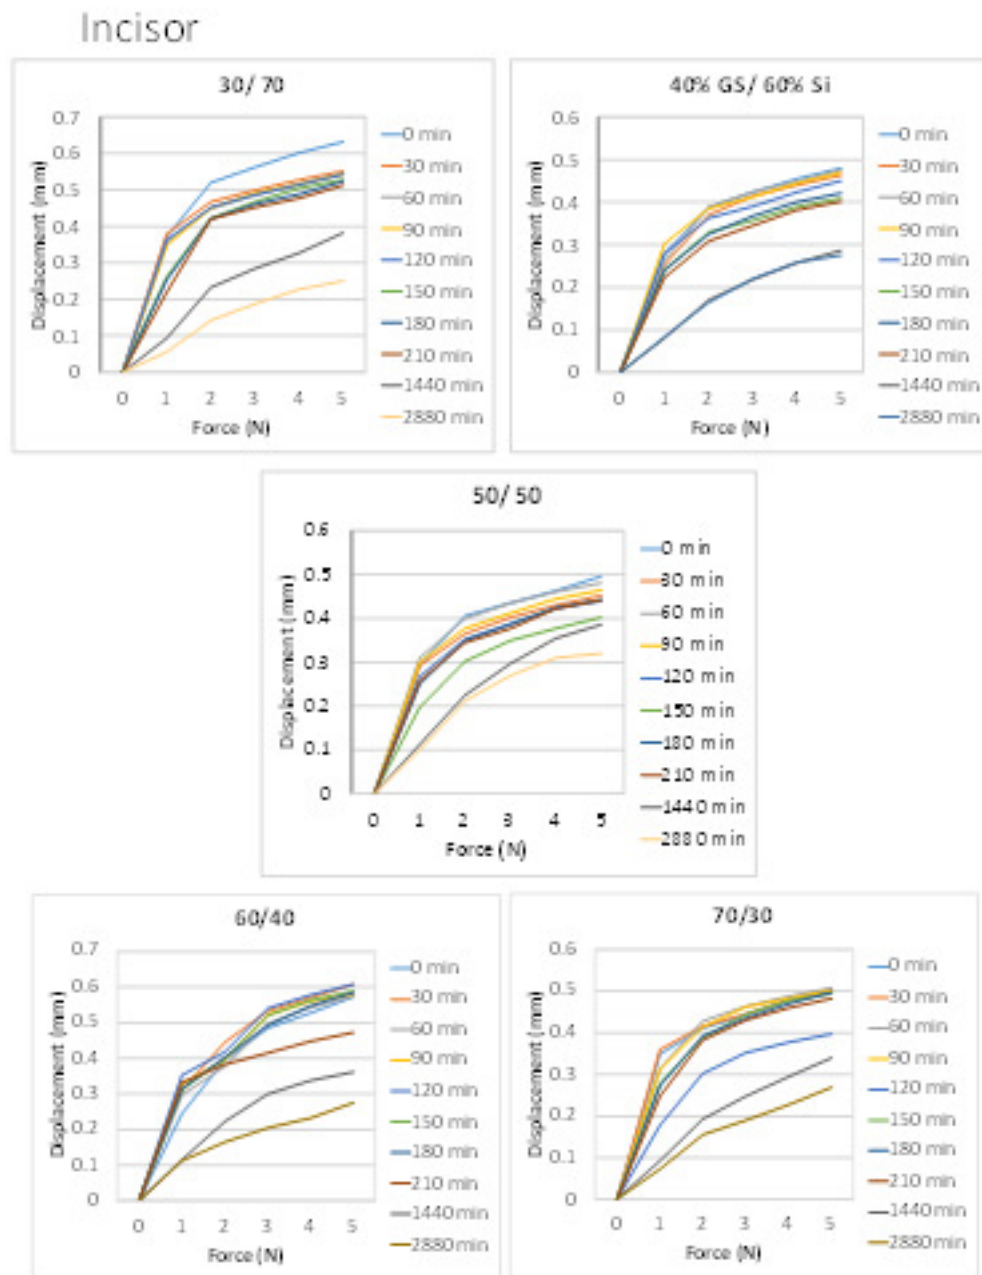 Incisor
30/ 70
Displacement (mm)
0.7
0.6
0.5
0.4
0.3
0.2
0.1
0
0 1 2 3 4 5
Force (N)
0 min
30 min
60 min
90 min
120 min
150 min
180 min
210 min
1440 min
2880 min
40% GS/ 60% Si
Displacement (mm)
0.6
0.5
0.4
0.3
0.2
0.1
0
0 1 2 3 4 5
Force (N)
0 min
30 min
60 min
90 min
120 min
150 min
180 min
210 min
1440 min
2880 min
50/ 50
Displacement (mm)
0.6
0.5
0.4
0.3
0.2
0.1
0
0 1 2 3 4 5
Force (N)
0 min
30 min
60 min
90 min
120 min
150 min
180 min
210 min
1440 min
2880 min
60/40
Displacement (mm)
0.7
0.6
0.5
0.4
0.3
0.2
0.1
0
0 1 2 3 4 5
Force (N)
0 min
30 min
60 min
90 min
120 min
150 min
180 min
210 min
1440 min
2880 min
70/30
Displacement (mm)
0.6
0.5
0.4
0.3
0.2
0.1
0
0 1 2 3 4 5
Force (N)
0 min
30 min
60 min
90 min
120 min
150 min
180 min
210 min
1440 min
2880 min